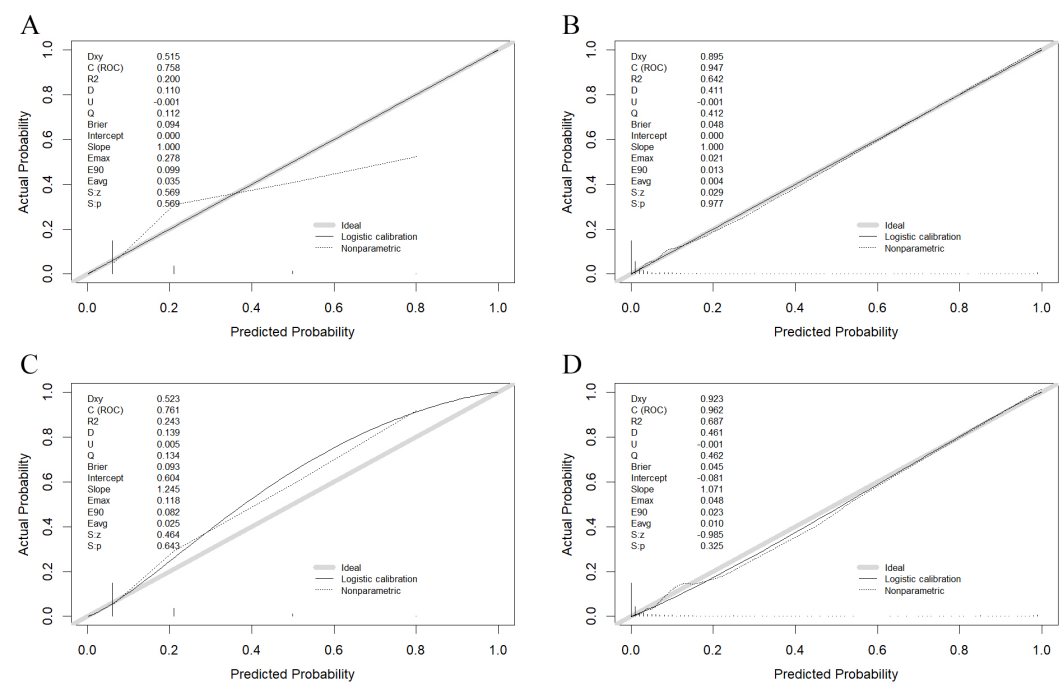 A
Dxy 0.515
C (ROC) 0.758
R2 0.200
D 0.110
U -0.001
Q 0.112
Brier 0.094
Intercept 0.000
Slope 1.000
Emax 0.278
E90 0.099
Eavg 0.035
S:z 0.569
S:p 0.569
Ideal
Logistic calibration
Nonparametric
Actual Probability
0.0 0.2 0.4 0.6 0.8 1.0
0.0 0.2 0.4 0.6 0.8 1.0
Predicted Probability
B
Dxy 0.895
C (ROC) 0.947
R2 0.642
D 0.411
U -0.001
Q 0.412
Brier 0.048
Intercept 0.000
Slope 1.000
Emax 0.021
E90 0.013
Eavg 0.004
S:z 0.029
S:p 0.977
Ideal
Logistic calibration
Nonparametric
Actual Probability
0.0 0.2 0.4 0.6 0.8 1.0
0.0 0.2 0.4 0.6 0.8 1.0
Predicted Probability
C
Dxy 0.523
C (ROC) 0.761
R2 0.243
D 0.139
U 0.005
Q 0.134
Brier 0.093
Intercept 0.604
Slope 1.245
Emax 0.118
E90 0.082
Eavg 0.025
S:z 0.464
S:p 0.643
Ideal
Logistic calibration
Nonparametric
Actual Probability
0.0 0.2 0.4 0.6 0.8 1.0
0.0 0.2 0.4 0.6 0.8 1.0
Predicted Probability
D
Dxy 0.923
C (ROC) 0.962
R2 0.687
D 0.461
U -0.001
Q 0.462
Brier 0.045
Intercept -0.081
Slope 1.071
Emax 0.048
E90 0.023
Eavg 0.010
S:z -0.985
S:p 0.325
Ideal
Logistic calibration
Nonparametric
Actual Probability
0.0 0.2 0.4 0.6 0.8 1.0
0.0 0.2 0.4 0.6 0.8 1.0
Predicted Probability